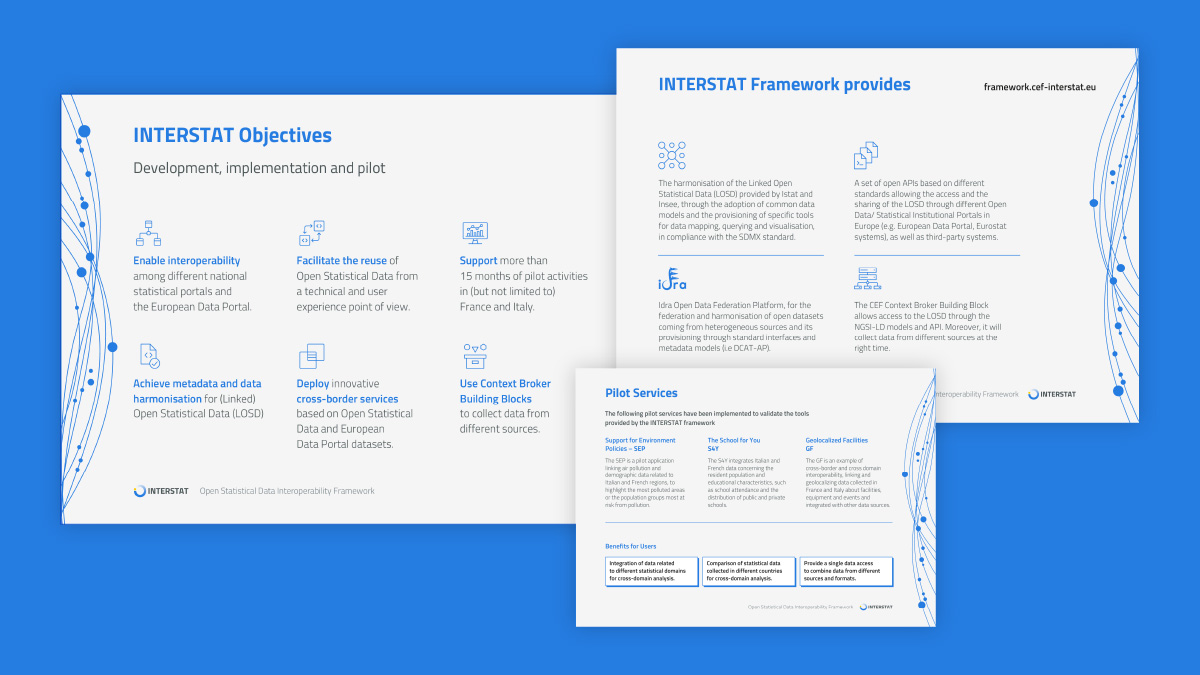 INTERSTAT Objectives
Development, implementation and pilot
Enable interoperability
among different national
statistical portals and
the European Data Portal.
Facilitate the reuse of
Open Statistical Data from
a technical and user
experience point of view.
Support more than
15 months of pilot activities
in (but not limited to)
France and Italy.
Achieve metadata and data
harmonisation for (Linked)
Open Statistical Data (LOSD)
Deploy innovative
cross-border services
based on Open Statistical
Data and European
Data Portal datasets.
Use Context Broker
Building Blocks
to collect data from
different sources.
INTERSTAT Open Statistical Data Interoperability Framework
INTERSTAT Framework provides
framework.cef-interstat.eu
The harmonisation of the Linked Open
Statistical Data (LOSD) provided by Istat and
Insee, through the adoption of common data
models and the provisioning of specific tools
for data mapping, querying and visualisation,
in compliance with the SDMX standard.
A set of open APIs based on different
standards allowing the access and the
sharing of the LOSD through different Open
Data/ Statistical Institutional Portals in
Europe (e.g. European Data Portal, Eurostat
systems), as well as third-party systems.
idra
Idra Open Data Federation Platform, for the
federation and harmonisation of open datasets
coming from heterogeneous sources and its
provisioning through standard interfaces and
metadata models (i.e DCAT-AP).
The CEF Context Broker Building Block
allows access to the LOSD through the
NGSI-LD models and API. Moreover, it will
collect data from different sources at the
right time.
Interoperability Framework INTERSTAT
Pilot Services
The following pilot services have been implemented to validate the tools
provided by the INTERSTAT framework
Support for Environment
Policies – SEP
The SEP is a pilot application
linking air pollution and
demographic data related to
Italian and French regions, to
highlight the most polluted areas
or the population groups most at
risk from pollution.
The School for You
S4Y
The S4Y integrates Italian and
French data concerning the
resident population and
educational characteristics, such
as school attendance and the
distribution of public and private
schools.
Geolocalized Facilities
GF
The GF is an example of
cross-border and cross domain
interoperability, linking and
geolocalizing data collected in
France and Italy about facilities,
equipment and events and
integrated with other data sources.
Benefits for Users
Integration of data related
to different statistical domains
for cross-domain analysis.
Comparison of statistical data
collected in different countries
for cross-domain analysis.
Provide a single data access
to combine data from different
sources and formats.
Open Statistical Data Interoperability Framework INTERSTAT